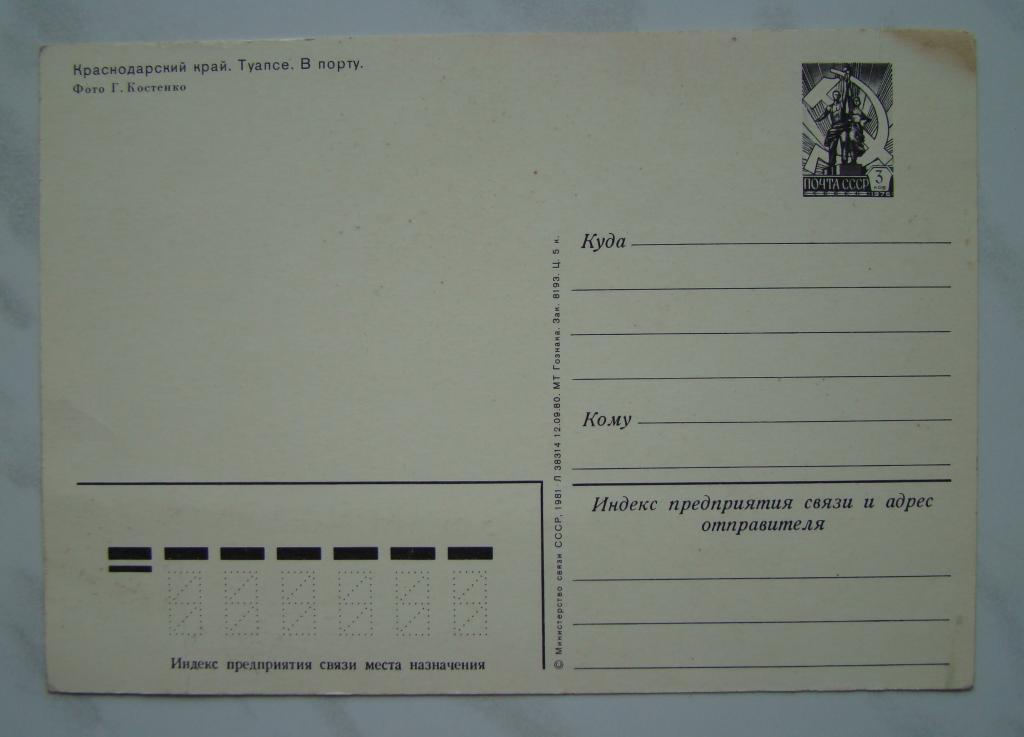 Краснодарский край. Туапсе. В порту.
Фото Г. Костенко
ПОЧТА СССР 3 коп
1976
Куда
Кому
© Министерство связи СССР, 1981 Л 38314 12.09.80. МТ Гознака. Зак. 8193. Ц. 5 к.
Индекс предприятия связи и адрес
отправителя
Индекс предприятия связи места назначения